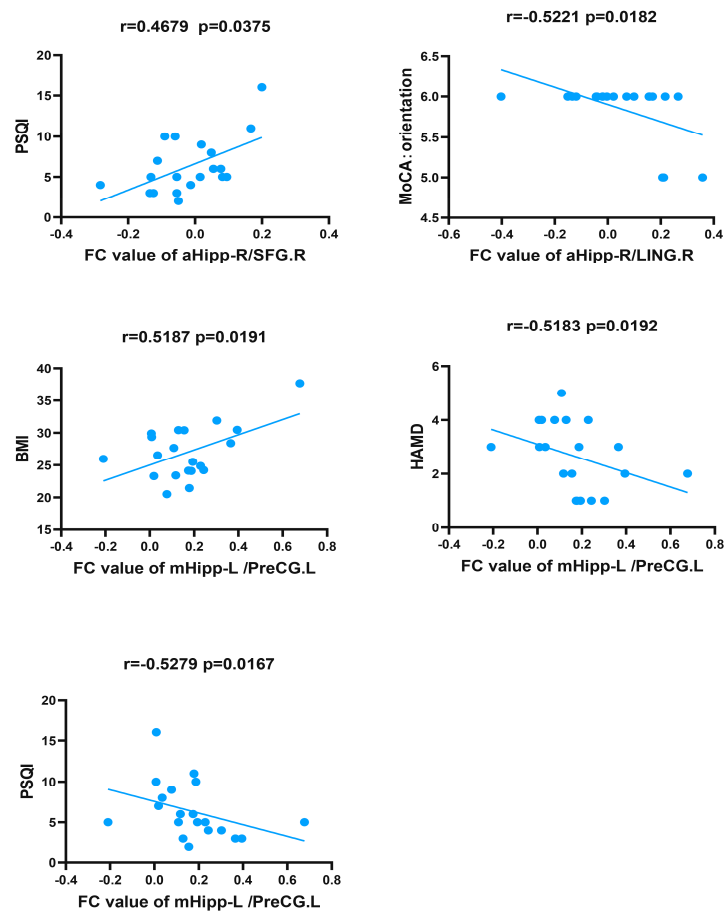 r=0.4679 p=0.0375
20
15
10
5
0
PSQI
-0.4 -0.2 0.0 0.2 0.4
FC value of aHipp-R/SFG.R
r=-0.5221 p=0.0182
6.5
6.0
5.5
5.0
4.5
MoCA: orientation
-0.6 -0.4 -0.2 0.0 0.2 0.4
FC value of aHipp-R/LING.R
r=0.5187 p=0.0191
40
35
30
25
20
15
BMI
-0.4 -0.2 0.0 0.2 0.4 0.6 0.8
FC value of mHipp-L /PreCG.L
r=-0.5183 p=0.0192
6
4
2
0
HAMD
-0.4 -0.2 0.0 0.2 0.4 0.6 0.8
FC value of mHipp-L /PreCG.L
r=-0.5279 p=0.0167
20
15
10
5
0
PSQI
-0.4 -0.2 0.0 0.2 0.4 0.6 0.8
FC value of mHipp-L /PreCG.L